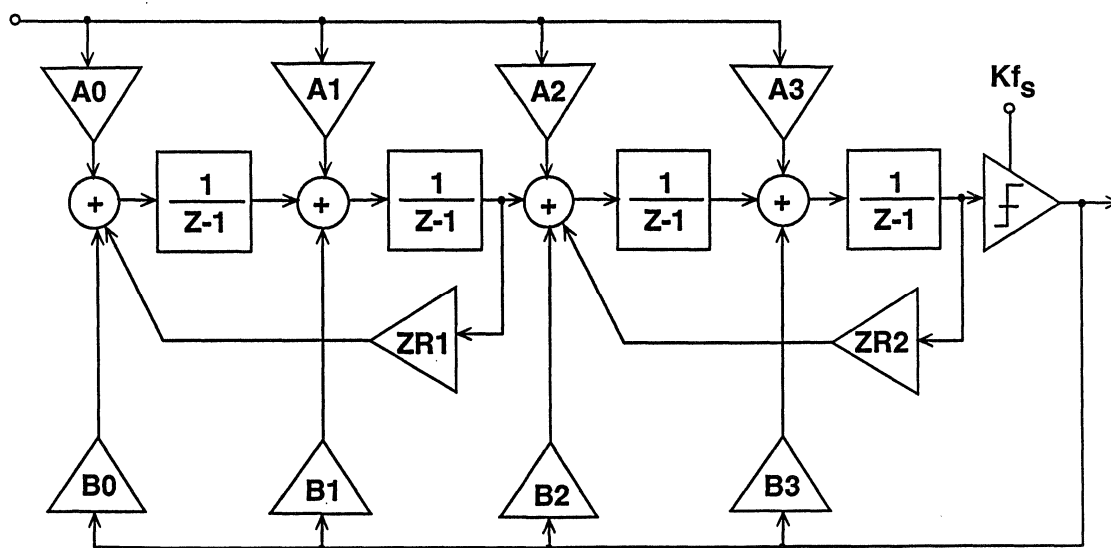 A0
A1
A2
A3
Kfs
+
1
Z-1
+
1
Z-1
+
1
Z-1
+
1
Z-1
ZR1
ZR2
B0
B1
B2
B3